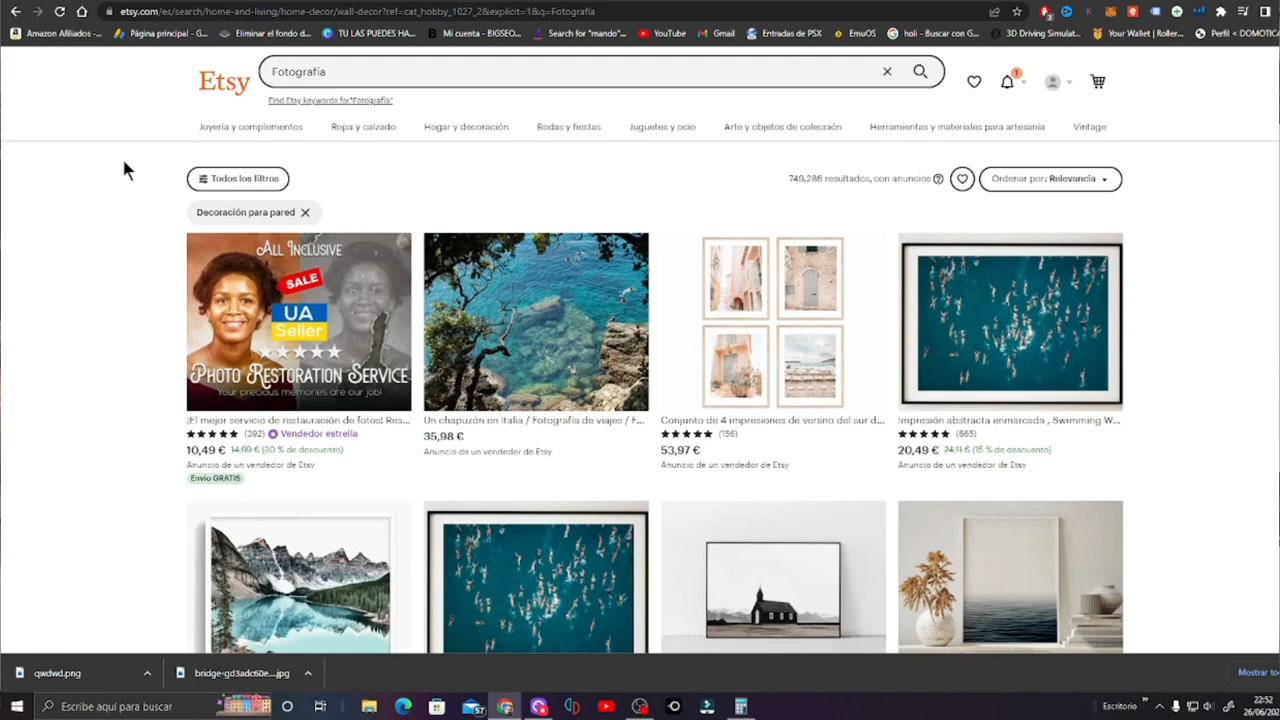 etsy.com/es/search/home-and-living/home-decor/wall-decor?ref=cat_hobby_1027_2&explicit=1&q=Fotografía
Amazon Afiliados -...
Página principal - G...
Eliminar el fondo d...
TU LAS PUEDES HA...
Mi cuenta - BIGSEO...
Search for "mando"...
YouTube
Gmail
Entradas de PSX
EmuOS
holi - Buscar con G...
3D Driving Simulat...
Your Wallet | Roller...
Perfil < DOMOTICA
Etsy
Fotografía
1
Find Etsy keywords for"Fotografía"
Joyería y complementos
Ropa y calzado
Hogar y decoración
Bodas y fiestas
Juguetes y ocio
Arte y objetos de colección
Herramientas y materiales para artesanía
Vintage
Todos los filtros
749.286 resultados, con anuncios
Ordenar por: Relevancia
Decoración para pared
ALL INCLUSIVE
SALE
UA
Seller
PHOTO RESTORATION SERVICE
Your precious memories are our job!
¡El mejor servicio de restauración de fotos! Res...
(392) Vendedor estrella
10,49 € 14,99 € (30 % de descuento)
Anuncio de un vendedor de Etsy
Envío GRATIS
Un chapuzón en Italia / Fotografía de viajes / F...
35,98 €
Anuncio de un vendedor de Etsy
Conjunto de 4 impresiones de verano del sur d...
(156)
53,97 €
Anuncio de un vendedor de Etsy
Impresión abstracta enmarcada , Swimming W...
(665)
20,49 € 24,11 € (15 % de descuento)
Anuncio de un vendedor de Etsy
qwdwd.png
bridge-gd3adc60e....jpg
Mostrar to
Escribe aquí para buscar
57
Escritorio
22:52
26/06/202